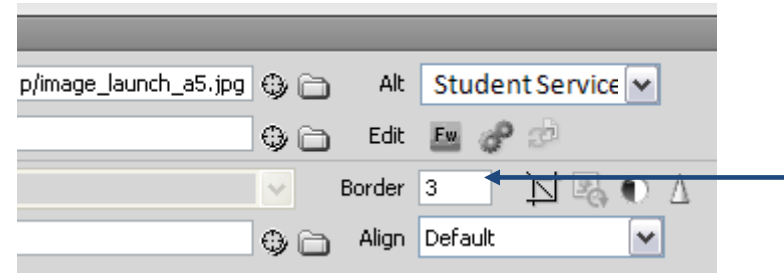 p/image_launch_a5.jpg Alt Student Service
Edit Fw
Border 3
Align Default